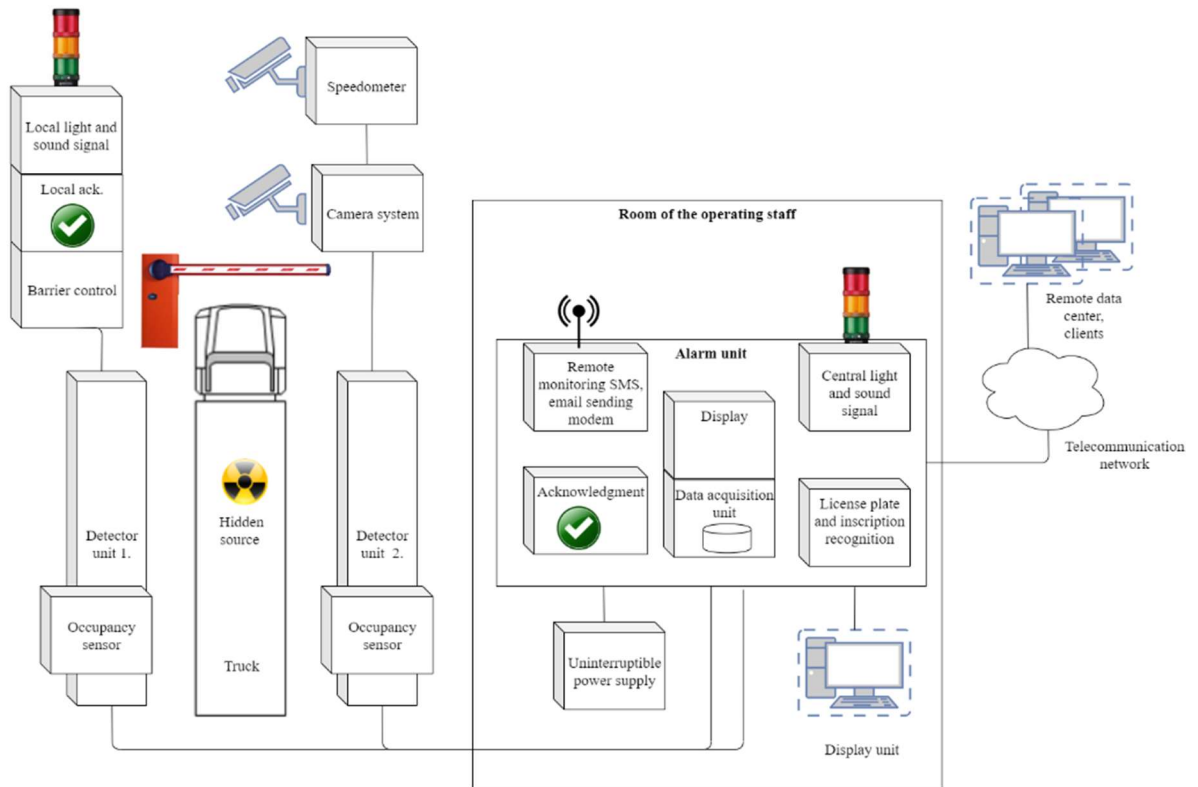 Local light and
sound signal
Local ack.
Barrier control
Speedometer
Camera system
Detector
unit 1.
Occupancy
sensor
Hidden
source
Truck
Detector
unit 2.
Occupancy
sensor
Room of the operating staff
Alarm unit
Remote
monitoring SMS,
email sending
modem
Display
Central light
and sound
signal
Acknowledgment
Data acquisition
unit
License plate
and inscription
recognition
Uninterruptible
power supply
Display unit
Remote data
center,
clients
Telecommunication
network